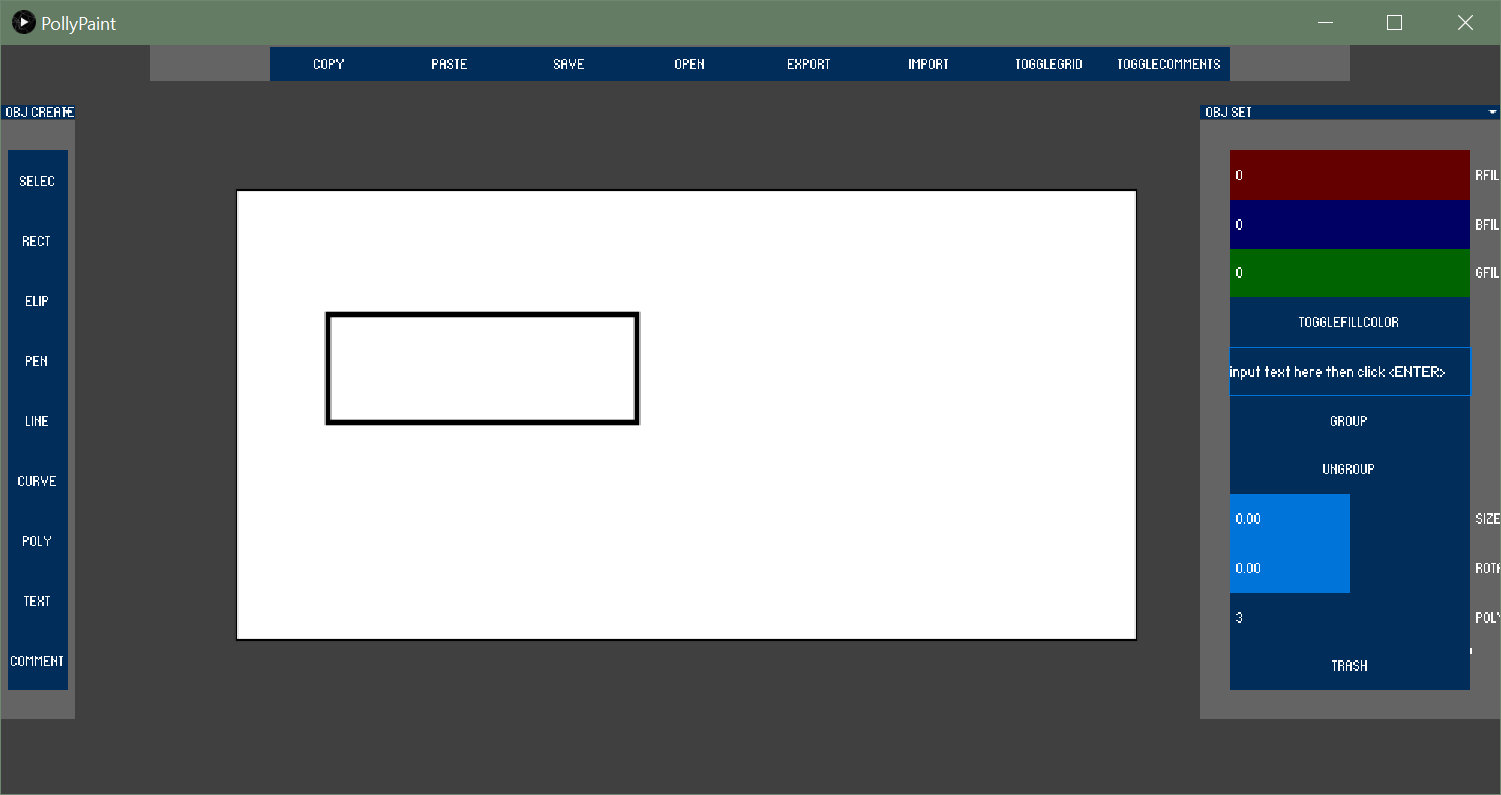 PollyPaint
COPY PASTE SAVE OPEN EXPORT IMPORT TOGGLEGRID TOGGLECOMMENTS
OBJ CREATE
SELEC
RECT
ELIP
PEN
LINE
CURVE
POLY
TEXT
COMMENT
OBJ SET
0 RFIL
0 BFIL
0 GFIL
TOGGLEFILLCOLOR
input text here then click <ENTER>
GROUP
UNGROUP
0.00 SIZE
0.00 ROTA
3 POLY
TRASH